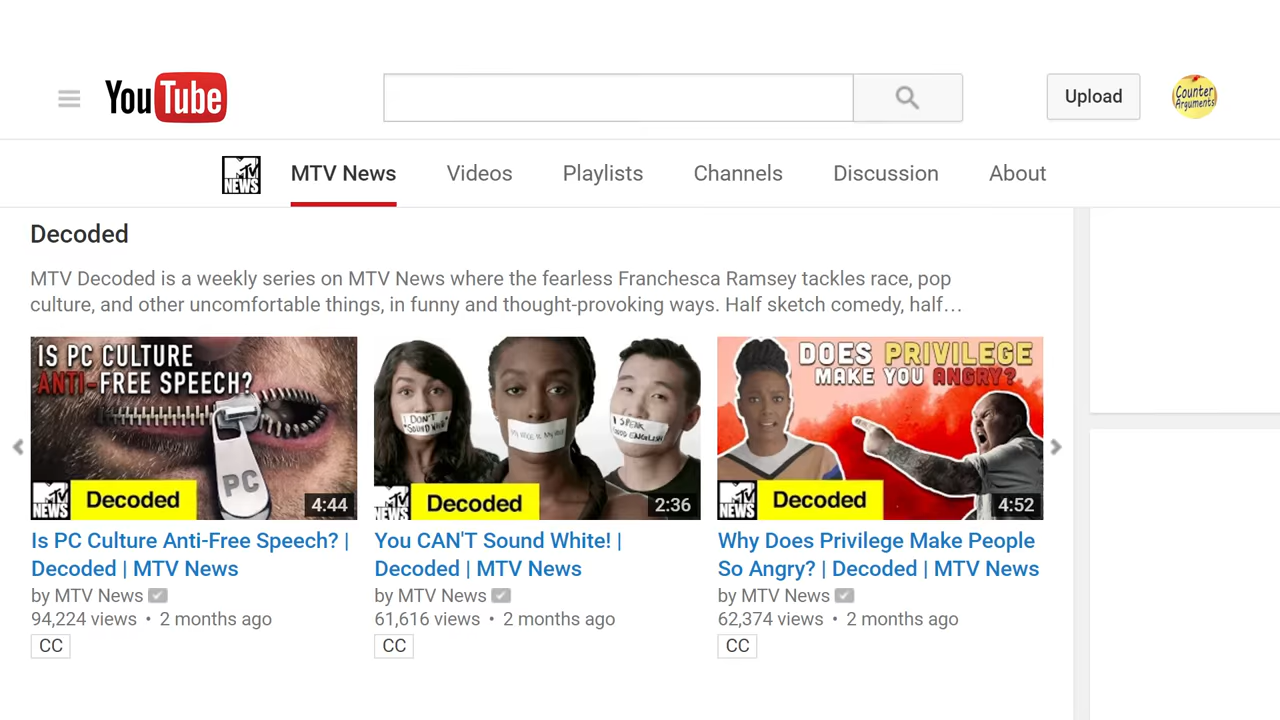 YouTube
Upload
Counter
Arguments
MTV NEWS
MTV News
Videos
Playlists
Channels
Discussion
About
Decoded
MTV Decoded is a weekly series on MTV News where the fearless Franchesca Ramsey tackles race, pop
culture, and other uncomfortable things, in funny and thought-provoking ways. Half sketch comedy, half…
IS PC CULTURE
ANTI-FREE SPEECH?
PC
MTV NEWS
Decoded
4:44
I DON'T
"SOUND WHITE"
I SPEAK
GOOD ENGLISH
MTV NEWS
Decoded
2:36
DOES PRIVILEGE
MAKE YOU ANGRY?
MTV NEWS
Decoded
4:52
Is PC Culture Anti-Free Speech? |
Decoded | MTV News
by MTV News
94,224 views • 2 months ago
CC
You CAN'T Sound White! |
Decoded | MTV News
by MTV News
61,616 views • 2 months ago
CC
Why Does Privilege Make People
So Angry? | Decoded | MTV News
by MTV News
62,374 views • 2 months ago
CC